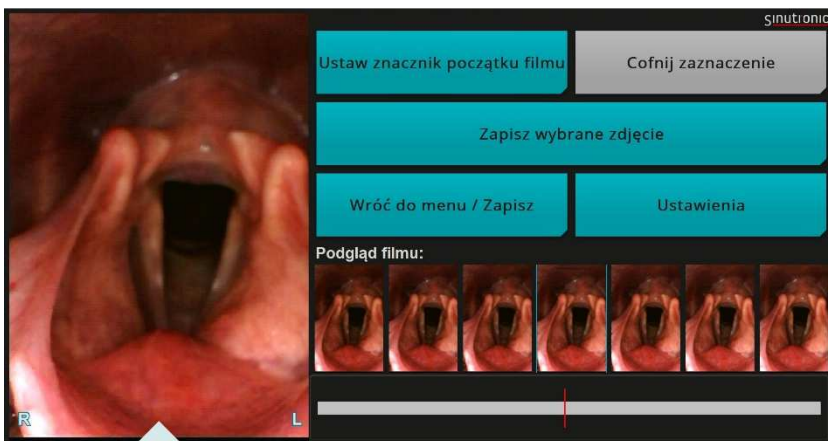 sinutronic
Ustaw znacznik początku filmu
Cofnij zaznaczenie
Zapisz wybrane zdjęcie
Wróć do menu / Zapisz
Ustawienia
Podgląd filmu:
R
L